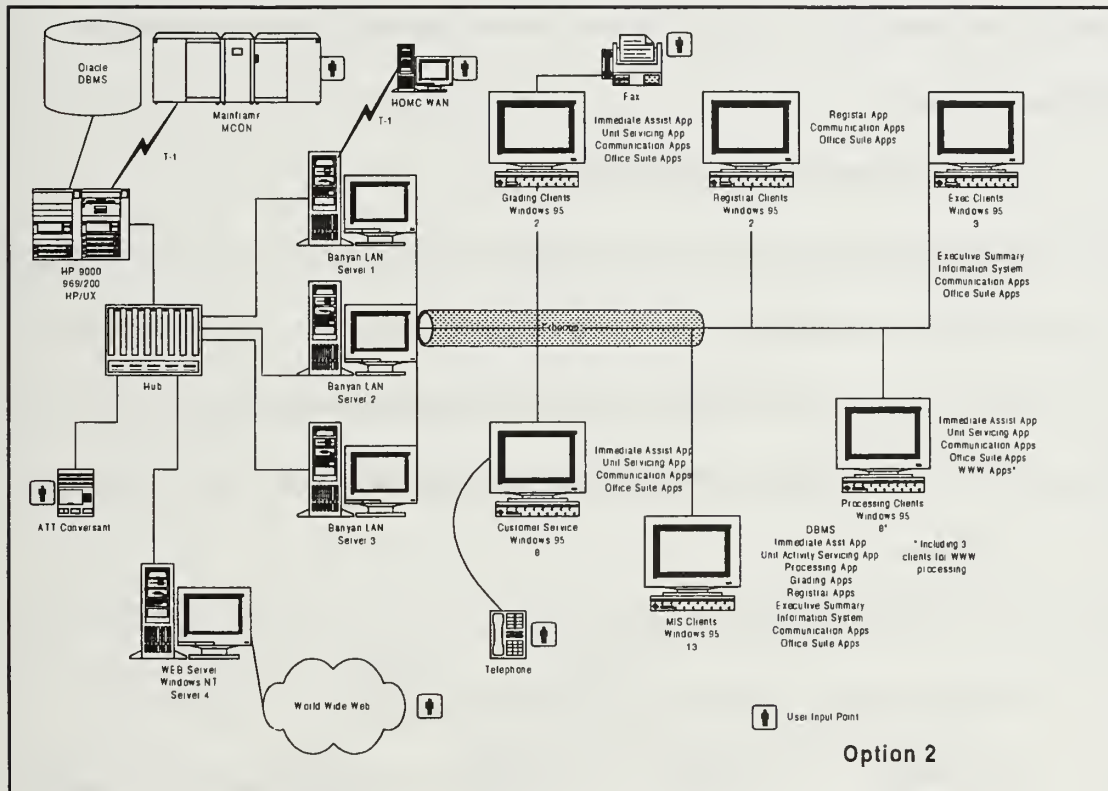 Oracle
DBMS
Mainframr
MCON
T-1
HP 9000
969/200
HP/UX
Hub
ATT Conversant
WEB Server
Windows NT
Server 4
World Wide Web
HOMC WAN
T-1
Banyan LAN
Server 1
Banyan LAN
Server 2
Banyan LAN
Server 3
Fax
Immediate Assist App
Unit Servicing App
Communication Apps
Office Suite Apps
Grading Clients
Windows 95
2
Registrar App
Communication Apps
Office Suite Apps
Registrar Clients
Windows 95
2
Exec Clients
Windows 95
3
Executive Summary
Information System
Communication Apps
Office Suite Apps
Immediate Assist App
Unit Servicing App
Communication Apps
Office Suite Apps
Customer Service
Windows 95
8
Telephone
MIS Clients
Windows 95
13
DBMS
Immediate Asst App
Unit Activity Servicing App
Processing App
Grading Apps
Registrar Apps
Executive Summary
Information System
Communication Apps
Office Suite Apps
Immediate Assist App
Unit Servicing App
Communication Apps
Office Suite Apps
WWW Apps*
Processing Clients
Windows 95
8*
* Including 3
clients for WWW
processing
User Input Point
Option 2